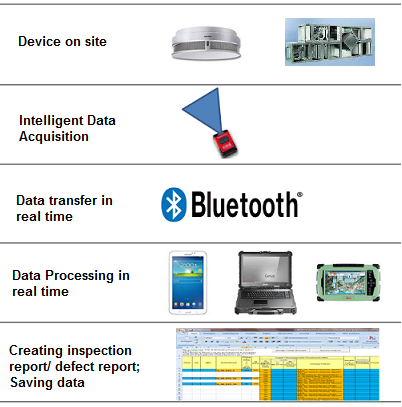 Device on site
Intelligent Data
Acquisition
Data transfer in
real time
Bluetooth®
Data Processing in
real time
Creating inspection
report/ defect report;
Saving data